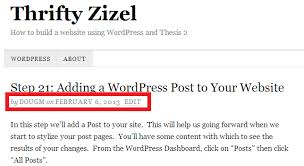 Thrifty Zizel
How to build a website using WordPress and Thesis 2
WORDPRESS ABOUT
Step 21: Adding a WordPress Post to Your Website
by DOUGM on FEBRUARY 6, 2013 EDIT
In this step we'll add a Post to your site. This will help us going forward when we
start to stylize your post pages. You'll have some content with which to see the
results of your changes. From the WordPress Dashboard, click on "Posts" then click
"All Posts".